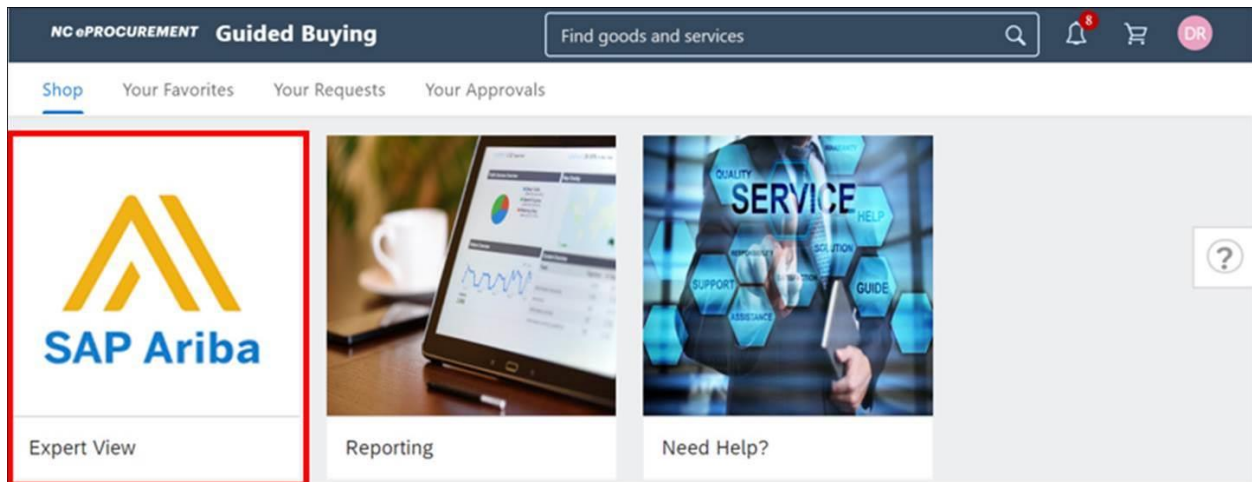 NC ePROCUREMENT Guided Buying
Find goods and services
8
DR
Shop Your Favorites Your Requests Your Approvals
SAP Ariba
QUALITY
SERVICE
HELP
SOLUTION
SUPPORT
GUIDE
ASSISTANCE
?
Expert View
Reporting
Need Help?